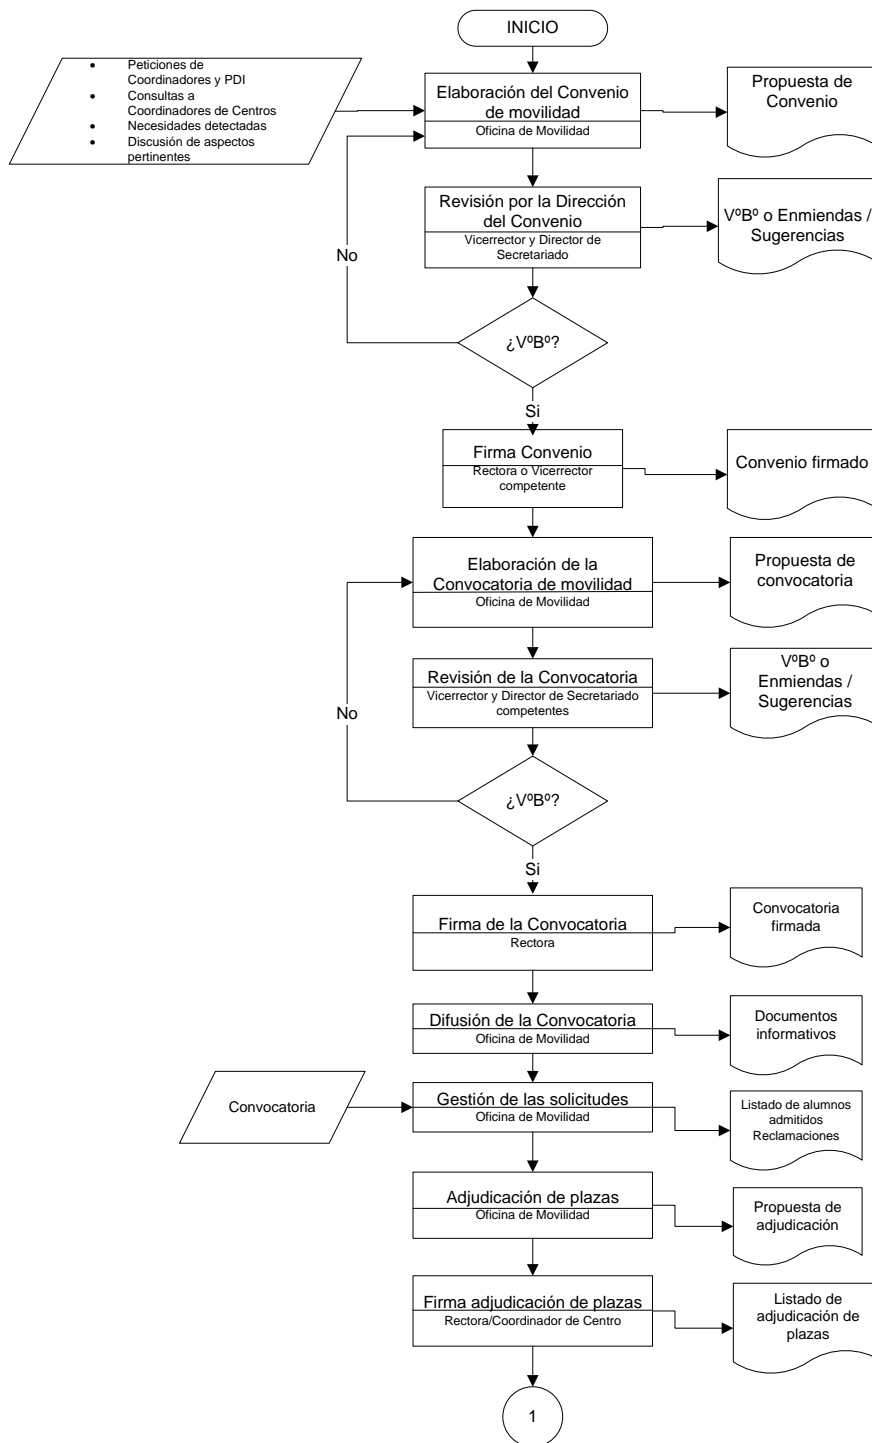 INICIO
• Peticiones de
Coordinadores y PDI
• Consultas a
Coordinadores de Centros
• Necesidades detectadas
• Discusión de aspectos
pertinentes
Elaboración del Convenio
de movilidad
Oficina de Movilidad
Propuesta de
Convenio
Revisión por la Dirección
del Convenio
Vicerrector y Director de
Secretariado
VºBº o Enmiendas /
Sugerencias
No
¿VºBº?
Si
Firma Convenio
Rectora o Vicerrector
competente
Convenio firmado
Elaboración de la
Convocatoria de movilidad
Oficina de Movilidad
Propuesta de
convocatoria
Revisión de la Convocatoria
Vicerrector y Director de Secretariado
competentes
VºBº o
Enmiendas /
Sugerencias
No
¿VºBº?
Si
Firma de la Convocatoria
Rectora
Convocatoria
firmada
Difusión de la Convocatoria
Oficina de Movilidad
Documentos
informativos
Convocatoria
Gestión de las solicitudes
Oficina de Movilidad
Listado de alumnos
admitidos
Reclamaciones
Adjudicación de plazas
Oficina de Movilidad
Propuesta de
adjudicación
Firma adjudicación de plazas
Rectora/Coordinador de Centro
Listado de
adjudicación de
plazas
1